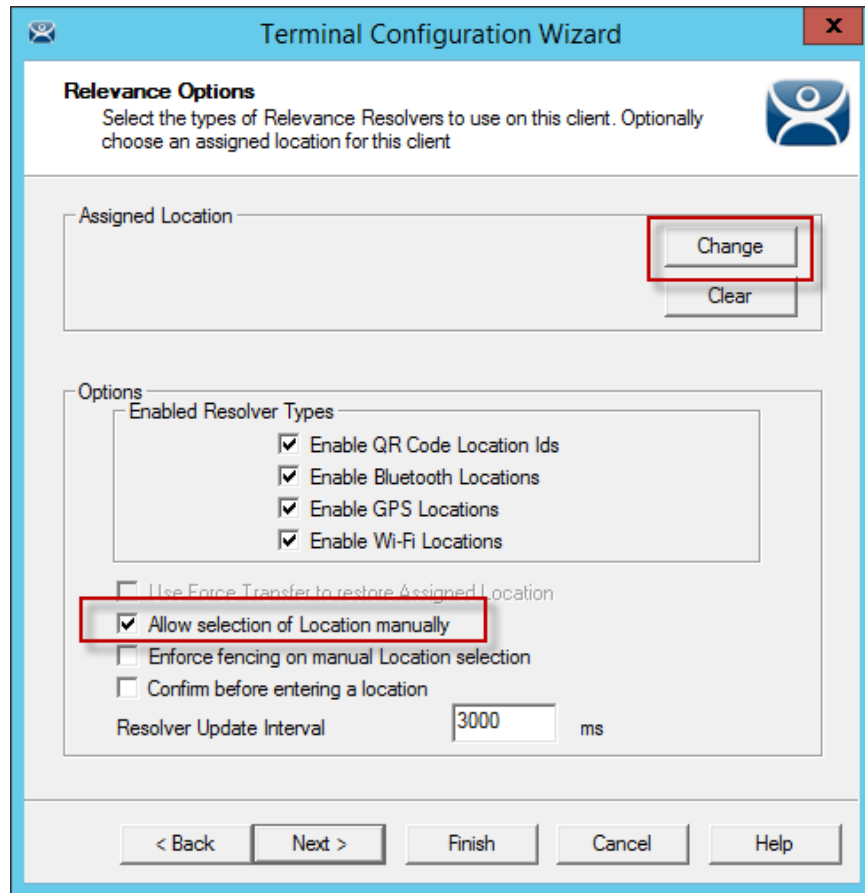 Terminal Configuration Wizard
x
Relevance Options
Select the types of Relevance Resolvers to use on this client. Optionally
choose an assigned location for this client
Assigned Location
Change
Clear
Options
Enabled Resolver Types
Enable QR Code Location Ids
Enable Bluetooth Locations
Enable GPS Locations
Enable Wi-Fi Locations
Use Force Transfer to restore Assigned Location
Allow selection of Location manually
Enforce fencing on manual Location selection
Confirm before entering a location
Resolver Update Interval 3000 ms
< Back Next > Finish Cancel Help